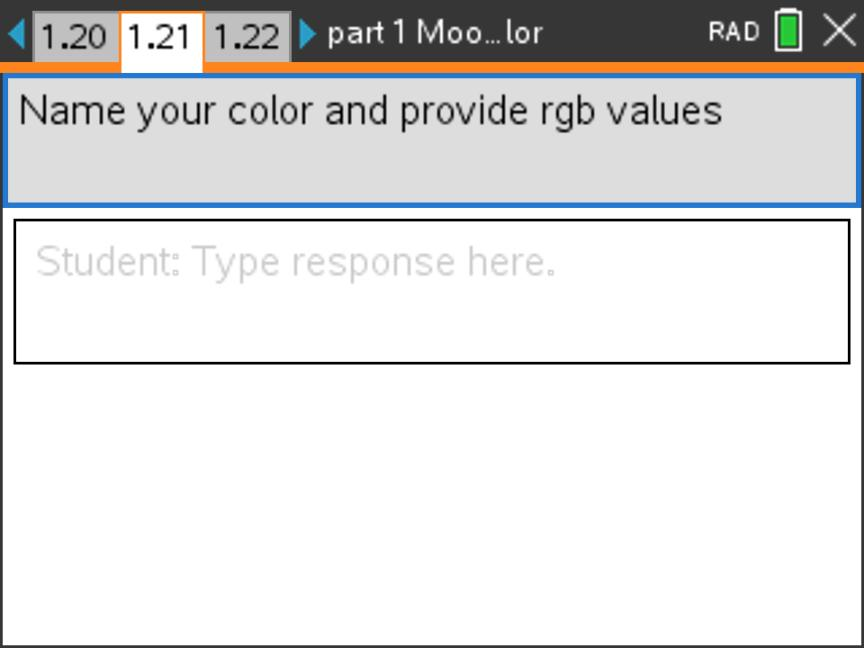 1.20 1.21 1.22 part 1 Moo…lor RAD
Name your color and provide rgb values
Student: Type response here.